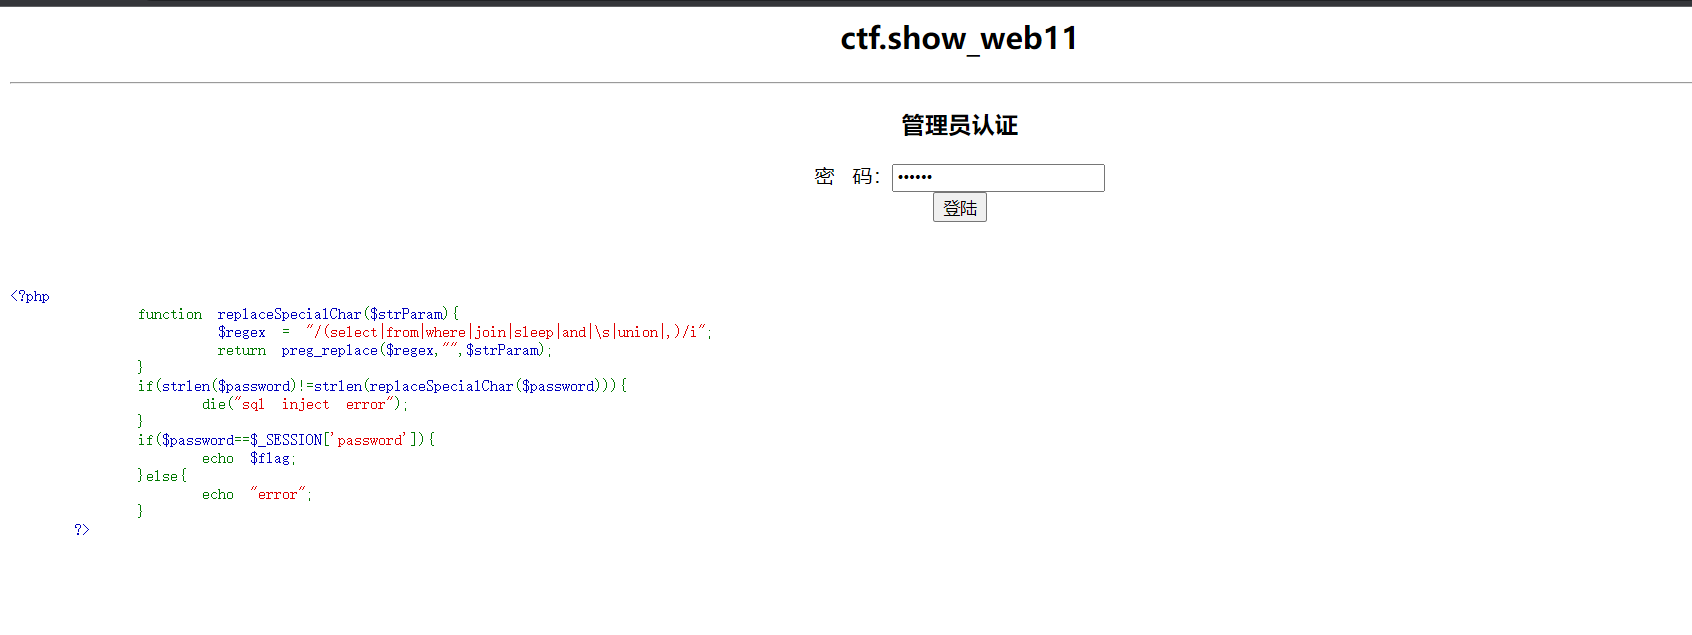 ctf.show_web11
管理员认证
密 码：••••••
登陆
<?php
function replaceSpecialChar($strParam){
$regex = "/(select|from|where|join|sleep|and|\s|union|,)/i";
return preg_replace($regex,"",$strParam);
}
if(strlen($password)!=strlen(replaceSpecialChar($password))){
die("sql inject error");
}
if($password==$_SESSION['password']){
echo $flag;
}else{
echo "error";
}
?>